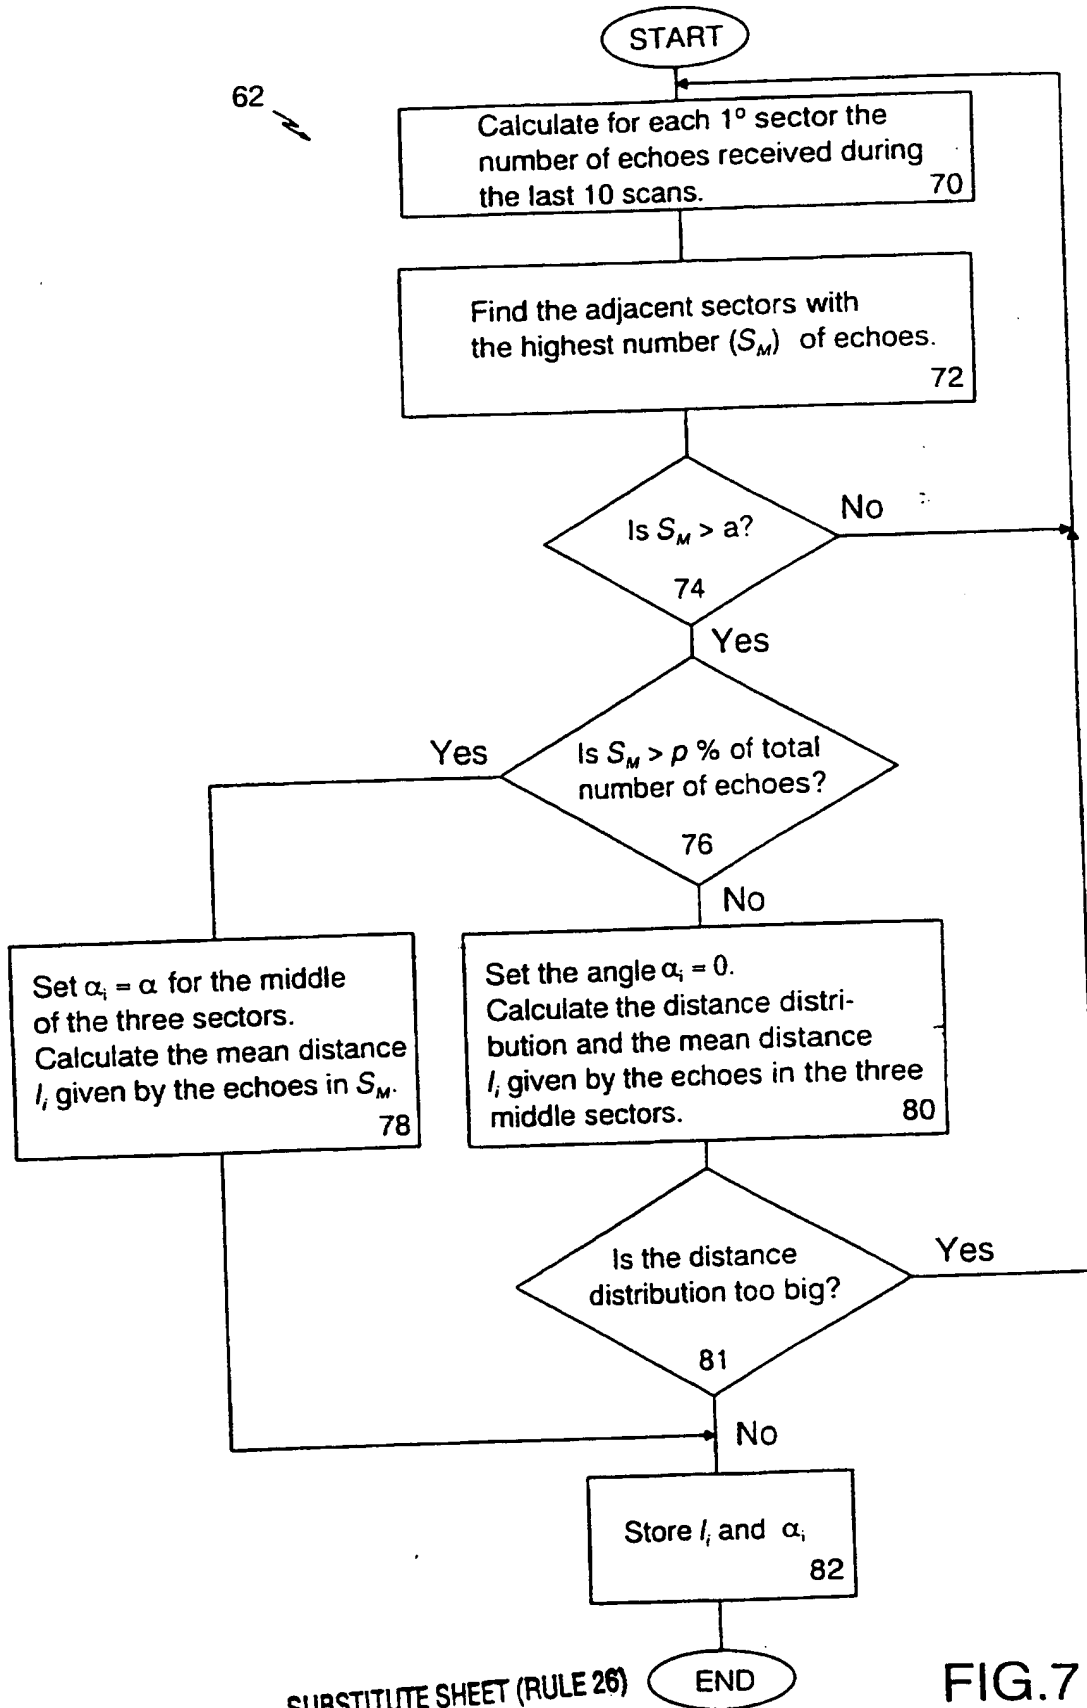 START
62
Calculate for each 1° sector the
number of echoes received during
the last 10 scans.
70
Find the adjacent sectors with
the highest number (S_M) of echoes.
72
Is S_M > a?
74
No
Yes
Is S_M > p % of total
number of echoes?
76
Yes
No
Set α_i = α for the middle
of the three sectors.
Calculate the mean distance
l_i given by the echoes in S_M.
78
Set the angle α_i = 0.
Calculate the distance distri-
bution and the mean distance
l_i given by the echoes in the three
middle sectors.
80
Is the distance
distribution too big?
81
Yes
No
Store l_i and α_i
82
END
SUBSTITUTE SHEET (RULE 26)
FIG.7